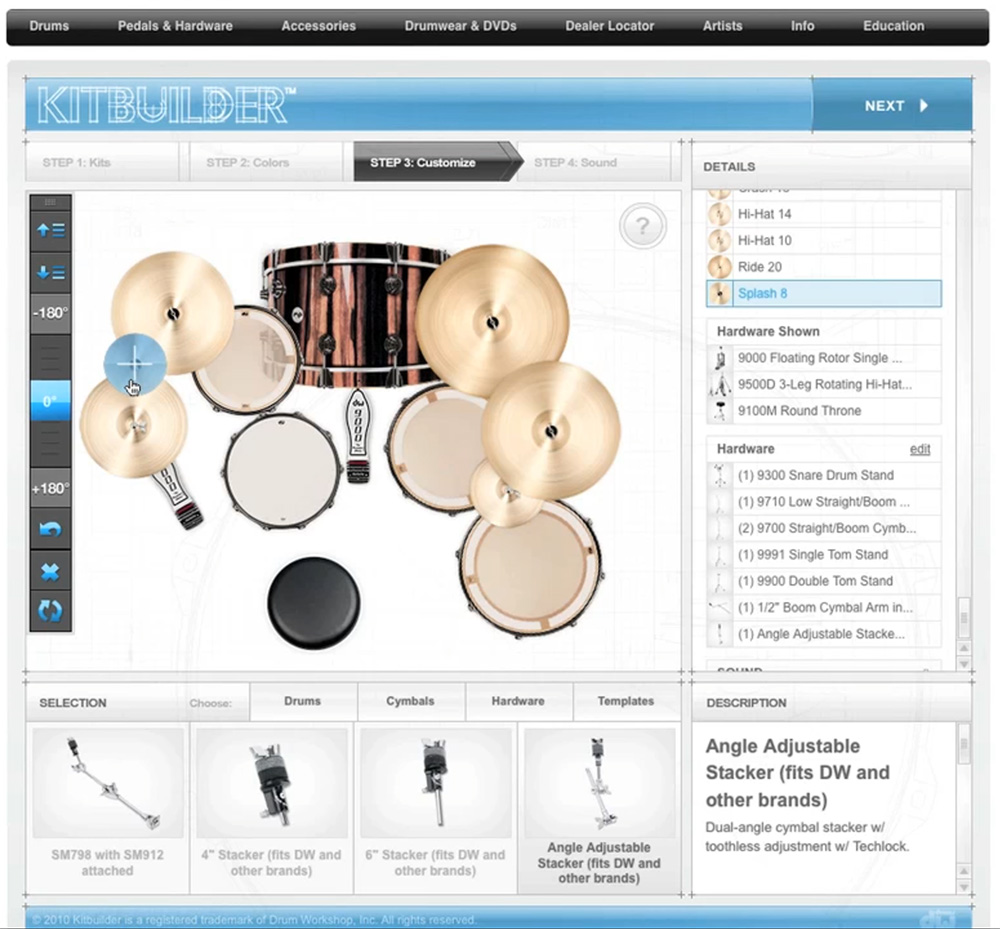 Drums Pedals & Hardware Accessories Drumwear & DVDs Dealer Locator Artists Info Education
KITBUILDER™
NEXT
STEP 1: Kits STEP 2: Colors STEP 3: Customize STEP 4: Sound
DETAILS
Hi-Hat 14
Hi-Hat 10
Ride 20
Splash 8
Hardware Shown
9000 Floating Rotor Single ...
9500D 3-Leg Rotating Hi-Hat...
9100M Round Throne
Hardware edit
(1) 9300 Snare Drum Stand
(1) 9710 Low Straight/Boom ...
(2) 9700 Straight/Boom Cymb...
(1) 9991 Single Tom Stand
(1) 9900 Double Tom Stand
(1) 1/2" Boom Cymbal Arm in...
(1) Angle Adjustable Stacke...
-180°
0°
+180°
?
dw
9000
SELECTION Choose: Drums Cymbals Hardware Templates
SM798 with SM912
attached
4" Stacker (fits DW and
other brands)
6" Stacker (fits DW and
other brands)
Angle Adjustable
Stacker (fits DW and
other brands)
DESCRIPTION
Angle Adjustable
Stacker (fits DW and
other brands)
Dual-angle cymbal stacker w/
toothless adjustment w/ Techlock.
© 2010 Kitbuilder is a registered trademark of Drum Workshop, Inc. All rights reserved.
dw